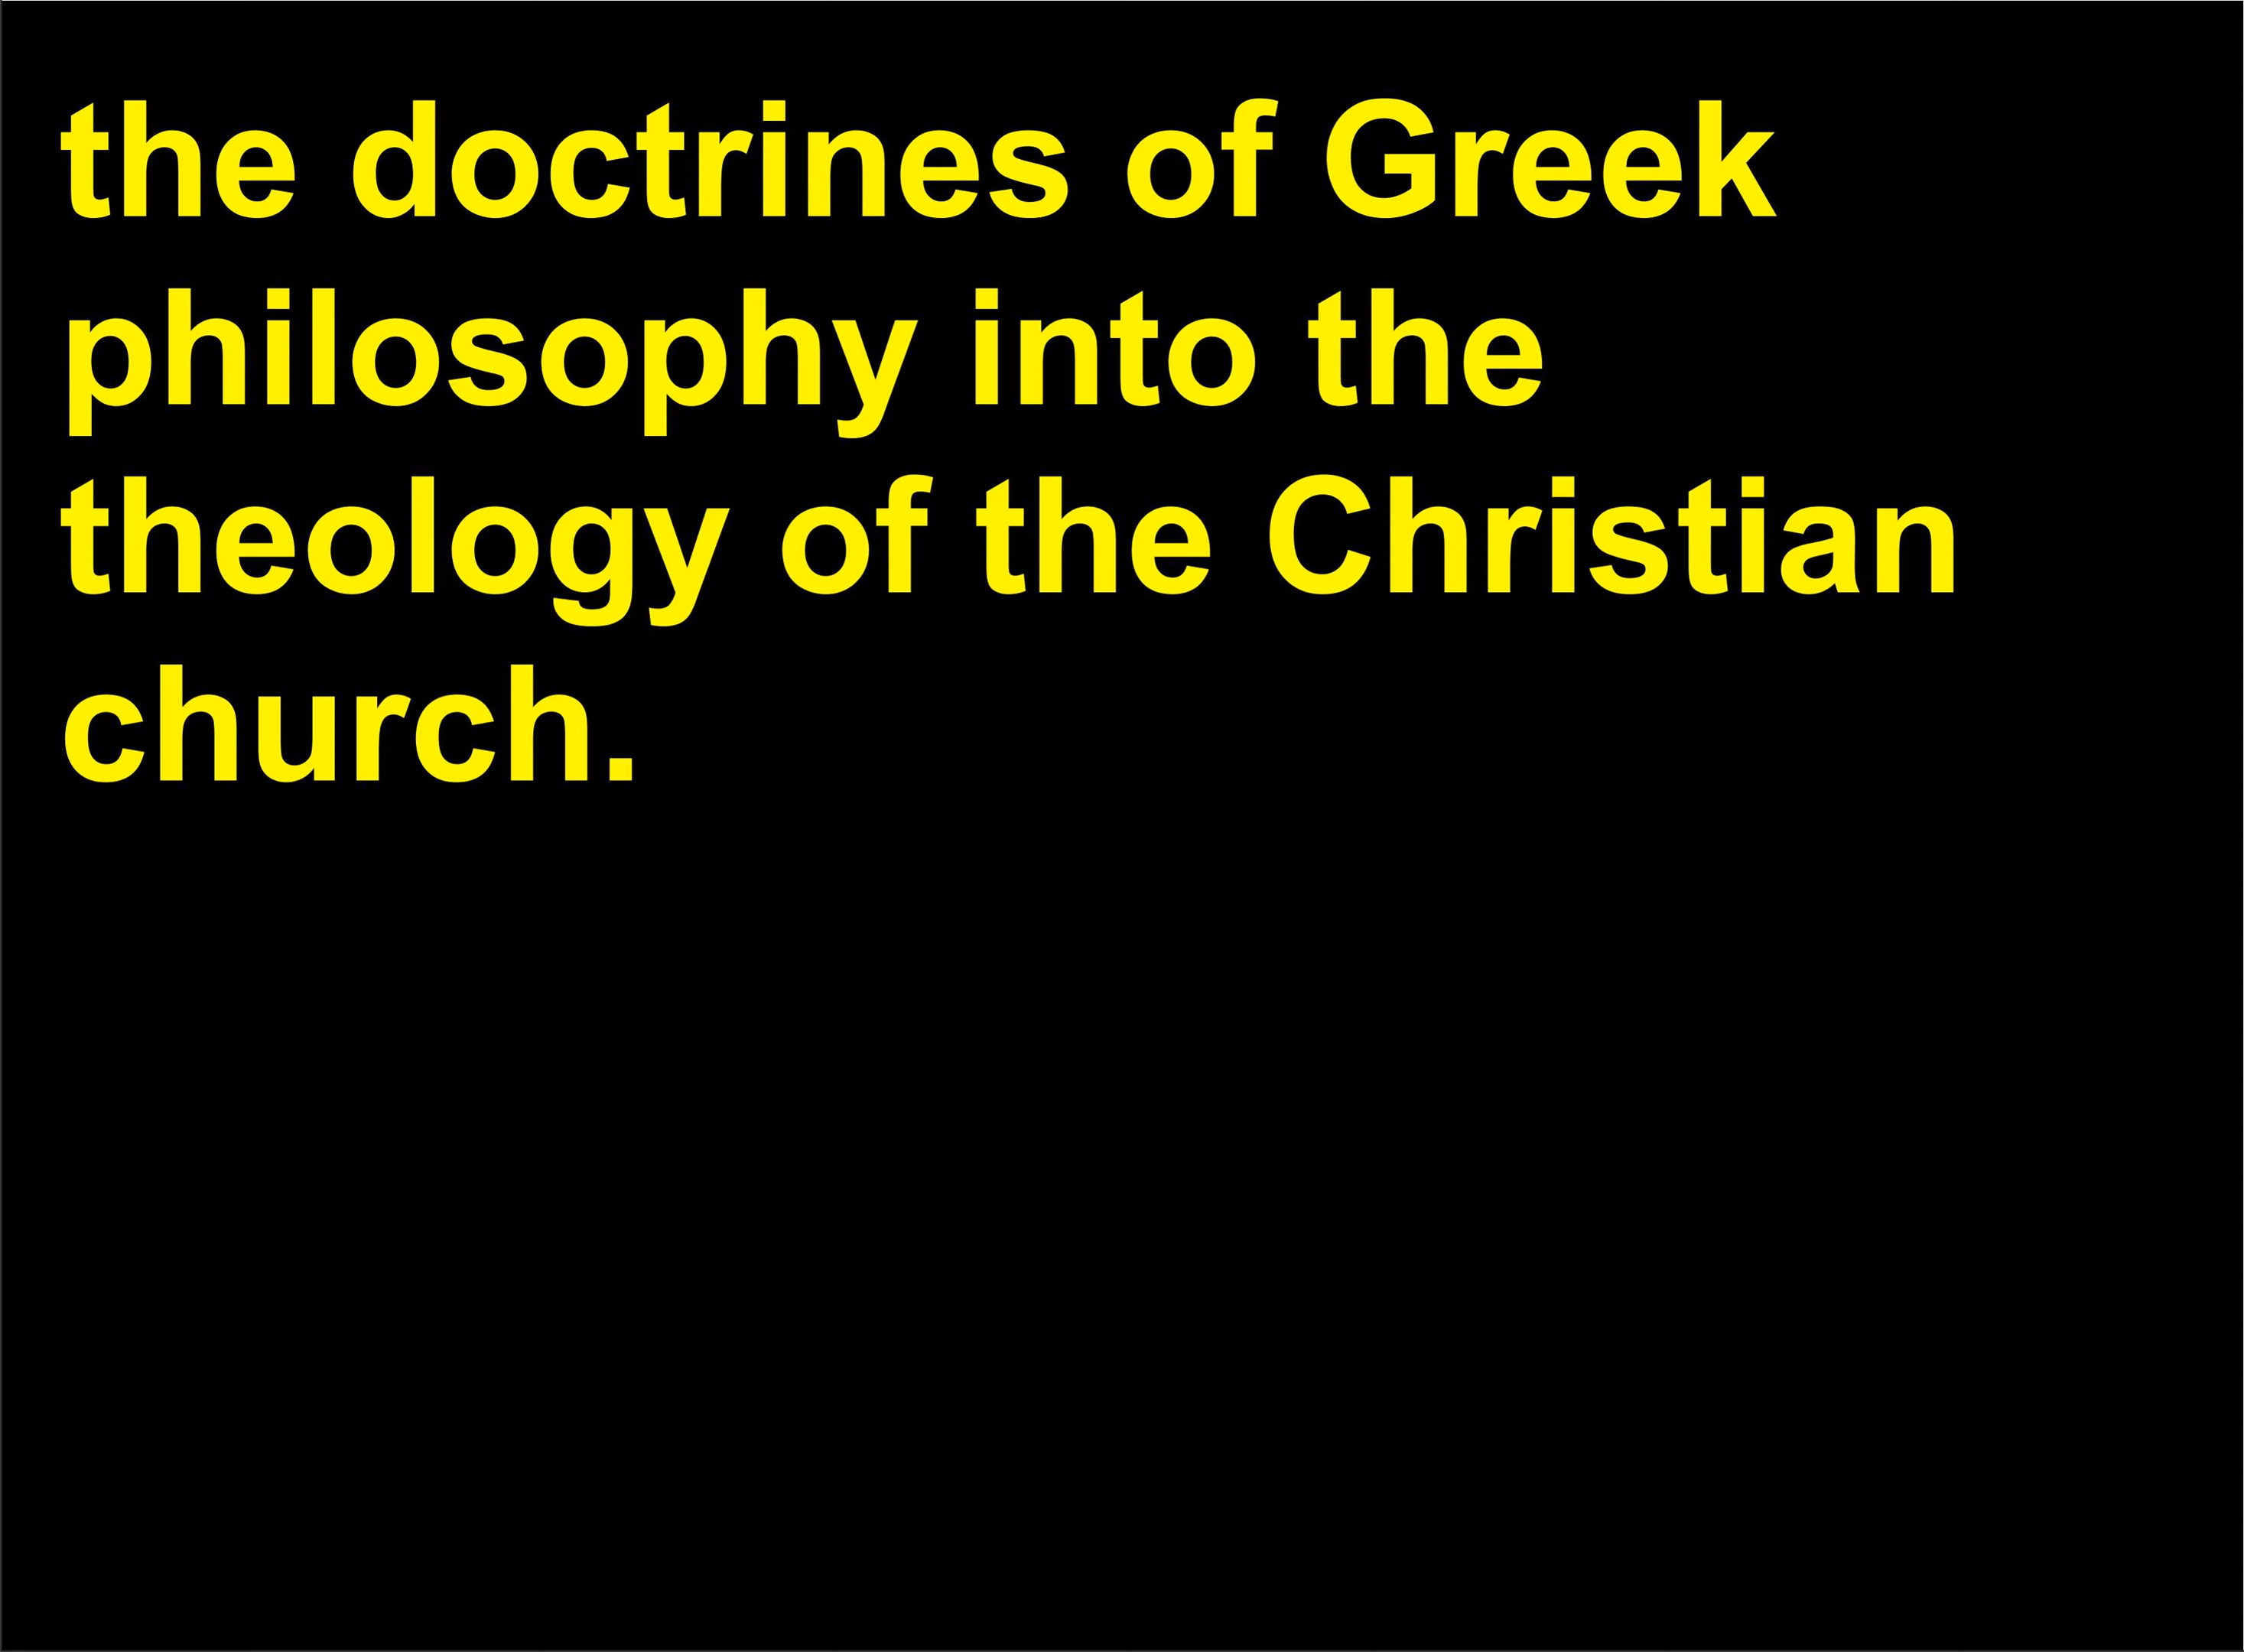 the doctrines of Greek
philosophy into the
theology of the Christian
church.